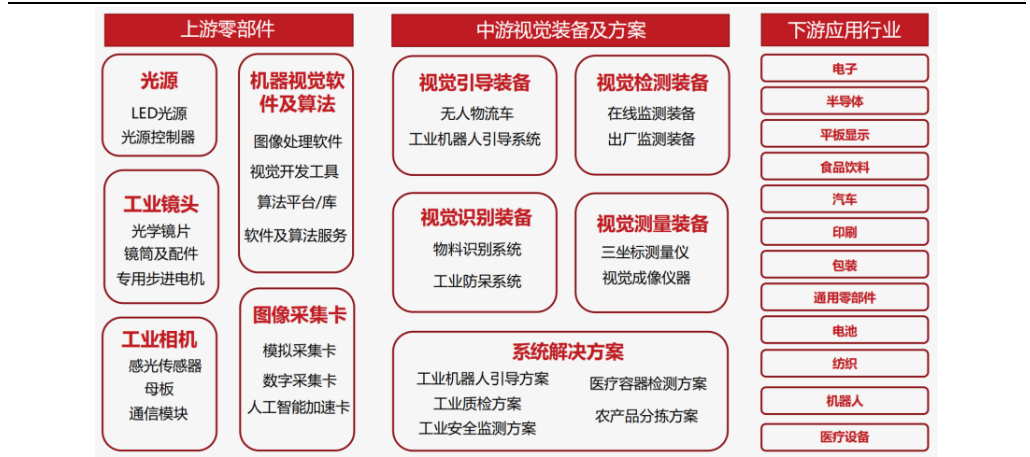 上游零部件
光源
LED光源
光源控制器
工业镜头
光学镜片
镜筒及配件
专用步进电机
工业相机
感光传感器
母板
通信模块
机器视觉软
件及算法
图像处理软件
视觉开发工具
算法平台/库
软件及算法服务
图像采集卡
模拟采集卡
数字采集卡
人工智能加速卡
中游视觉装备及方案
视觉引导装备
无人物流车
工业机器人引导系统
视觉检测装备
在线监测装备
出厂监测装备
视觉识别装备
物料识别系统
工业防呆系统
视觉测量装备
三坐标测量仪
视觉成像仪器
系统解决方案
工业机器人引导方案
工业质检方案
工业安全监测方案
医疗容器检测方案
农产品分拣方案
下游应用行业
电子
半导体
平板显示
食品饮料
汽车
印刷
包装
通用零部件
电池
纺织
机器人
医疗设备